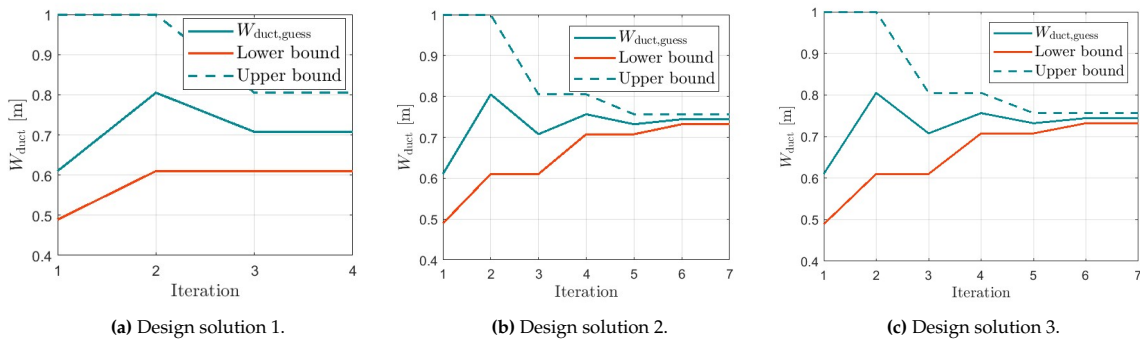 1
0.9
0.8
0.7
0.6
0.5
0.4
W_duct [m]
1 2 3 4
Iteration
W_duct,guess
Lower bound
Upper bound
(a) Design solution 1.
1
0.9
0.8
0.7
0.6
0.5
0.4
W_duct [m]
1 2 3 4 5 6 7
Iteration
W_duct,guess
Lower bound
Upper bound
(b) Design solution 2.
1
0.9
0.8
0.7
0.6
0.5
0.4
W_duct [m]
1 2 3 4 5 6 7
Iteration
W_duct,guess
Lower bound
Upper bound
(c) Design solution 3.